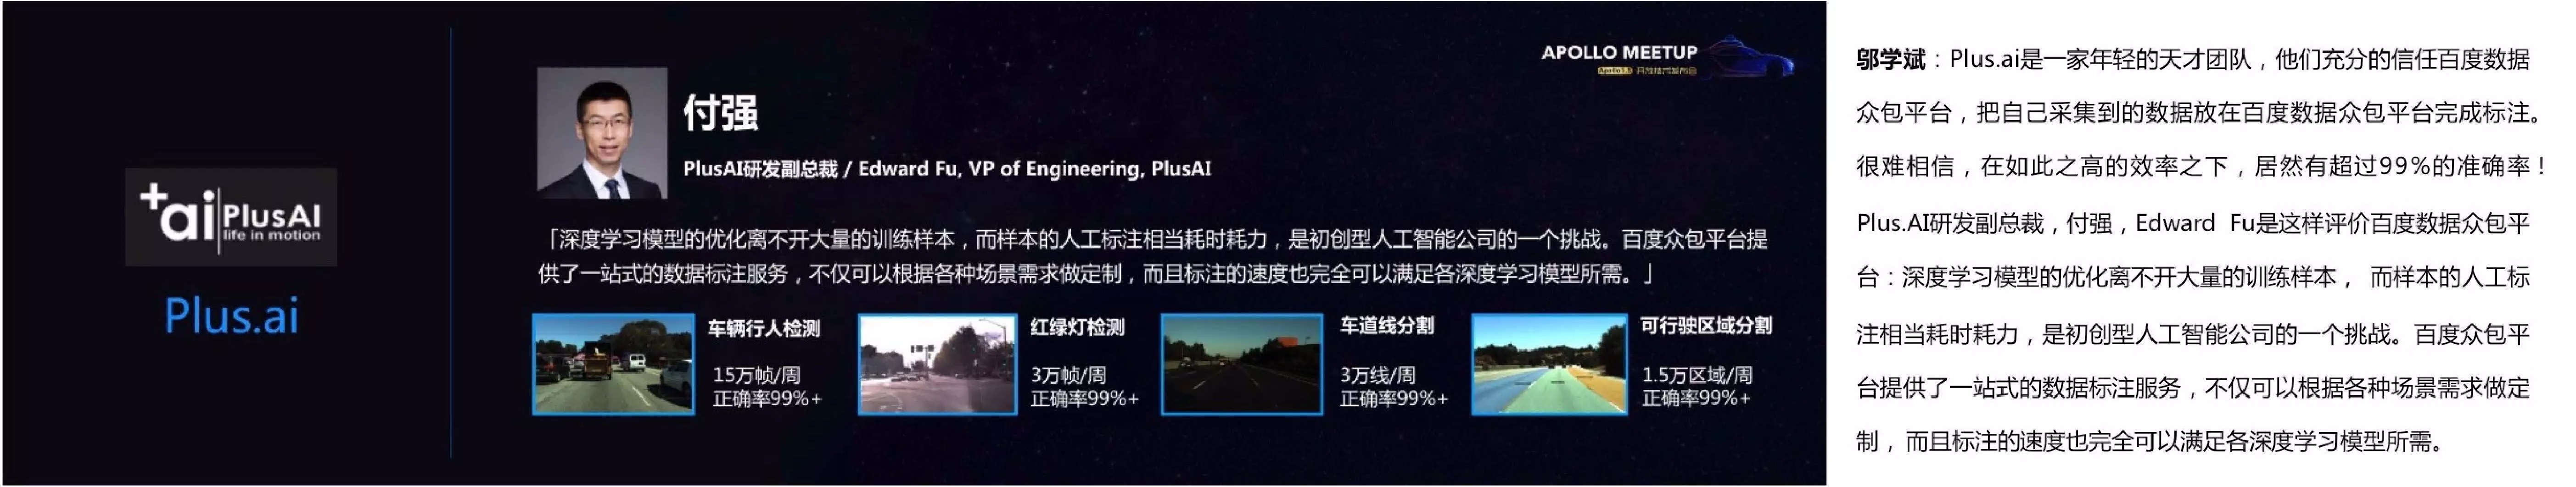 APOLLO MEETUP
Apollo1.5 开放技术发布会
付强
PlusAI研发副总裁 / Edward Fu, VP of Engineering, PlusAI
+ai PlusAI
life in motion
Plus.ai
「深度学习模型的优化离不开大量的训练样本，而样本的人工标注相当耗时耗力，是初创型人工智能公司的一个挑战。百度众包平台提
供了一站式的数据标注服务，不仅可以根据各种场景需求做定制，而且标注的速度也完全可以满足各深度学习模型所需。」
车辆行人检测
15万帧/周
正确率99%+
红绿灯检测
3万帧/周
正确率99%+
车道线分割
3万线/周
正确率99%+
可行驶区域分割
1.5万区域/周
正确率99%+
邬学斌：Plus.ai是一家年轻的天才团队，他们充分的信任百度数据
众包平台，把自己采集到的数据放在百度数据众包平台完成标注。
很难相信，在如此之高的效率之下，居然有超过99%的准确率！
Plus.AI研发副总裁，付强，Edward Fu是这样评价百度数据众包平
台：深度学习模型的优化离不开大量的训练样本， 而样本的人工标
注相当耗时耗力，是初创型人工智能公司的一个挑战。百度众包平
台提供了一站式的数据标注服务，不仅可以根据各种场景需求做定
制，而且标注的速度也完全可以满足各深度学习模型所需。